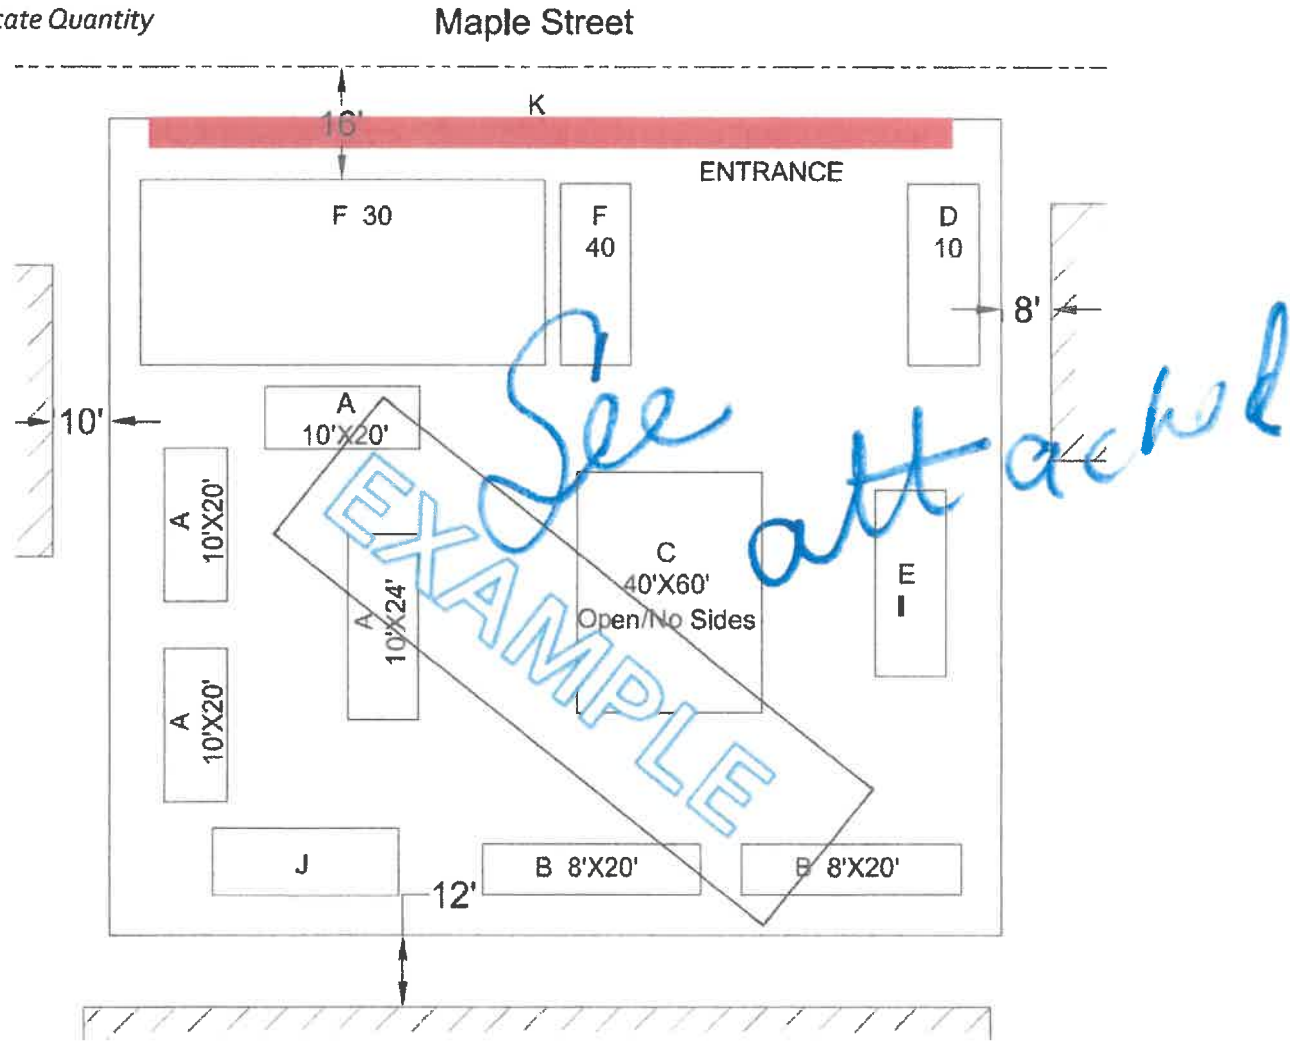 cate Quantity
Maple Street
K
16'
ENTRANCE
F 30
F
40
D
10
8'
See
attached
10'
A
10'X20'
A
10'X20'
A
10'X24'
C
40'X60'
Open/No Sides
E
I
EXAMPLE
A
10'X20'
J
12'
B 8'X20'
B 8'X20'